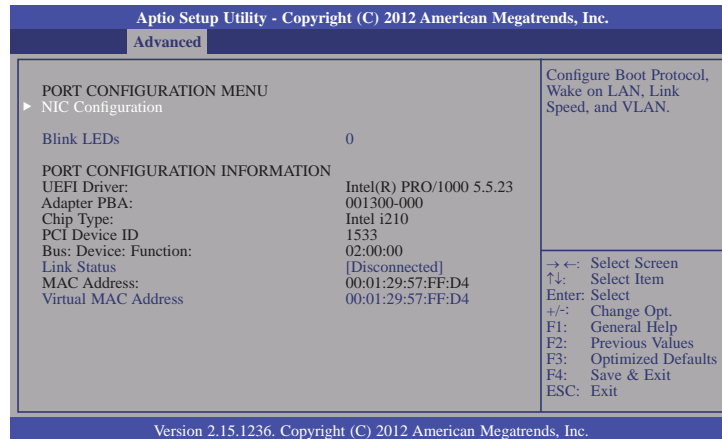 Aptio Setup Utility - Copyright (C) 2012 American Megatrends, Inc.
Advanced
PORT CONFIGURATION MENU
► NIC Configuration
Blink LEDs 0
PORT CONFIGURATION INFORMATION
UEFI Driver: Intel(R) PRO/1000 5.5.23
Adapter PBA: 001300-000
Chip Type: Intel i210
PCI Device ID 1533
Bus: Device: Function: 02:00:00
Link Status [Disconnected]
MAC Address: 00:01:29:57:FF:D4
Virtual MAC Address 00:01:29:57:FF:D4
Configure Boot Protocol,
Wake on LAN, Link
Speed, and VLAN.
→←: Select Screen
↑↓: Select Item
Enter: Select
+/-: Change Opt.
F1: General Help
F2: Previous Values
F3: Optimized Defaults
F4: Save & Exit
ESC: Exit
Version 2.15.1236. Copyright (C) 2012 American Megatrends, Inc.